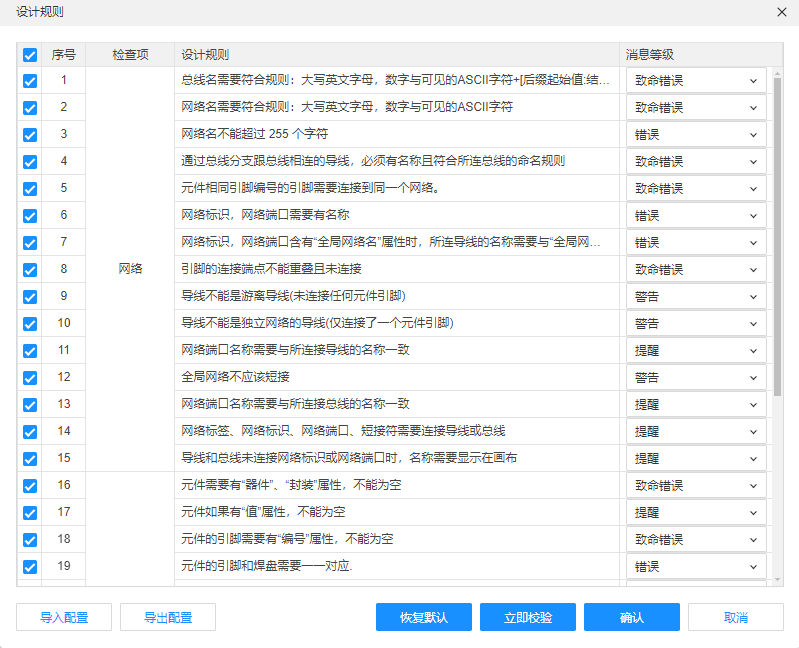 设计规则
序号 检查项 设计规则 消息等级
1 总线名需要符合规则：大写英文字母，数字与可见的ASCII字符+[后缀起始值:结... 致命错误
2 网络名需要符合规则：大写英文字母，数字与可见的ASCII字符 致命错误
3 网络名不能超过 255 个字符 错误
4 通过总线分支跟总线相连的导线，必须有名称且符合所连总线的命名规则 致命错误
5 元件相同引脚编号的引脚需要连接到同一个网络。 致命错误
6 网络标识，网络端口需要有名称 错误
7 网络标识，网络端口含有“全局网络名”属性时，所连导线的名称需要与“全局网... 错误
8 网络 引脚的连接端点不能重叠且未连接 致命错误
9 导线不能是游离导线(未连接任何元件引脚) 警告
10 导线不能是独立网络的导线(仅连接了一个元件引脚) 警告
11 网络端口名称需要与所连接导线的名称一致 提醒
12 全局网络不应该短接 警告
13 网络端口名称需要与所连接总线的名称一致 提醒
14 网络标签、网络标识、网络端口、短接符需要连接导线或总线 提醒
15 导线和总线未连接网络标识或网络端口时，名称需要显示在画布 提醒
16 元件需要有“器件”、“封装”属性，不能为空 致命错误
17 元件如果有“值”属性，不能为空 提醒
18 元件的引脚需要有“编号”属性，不能为空 致命错误
19 元件的引脚和焊盘需要一一对应. 错误
导入配置 导出配置 恢复默认 立即校验 确认 取消